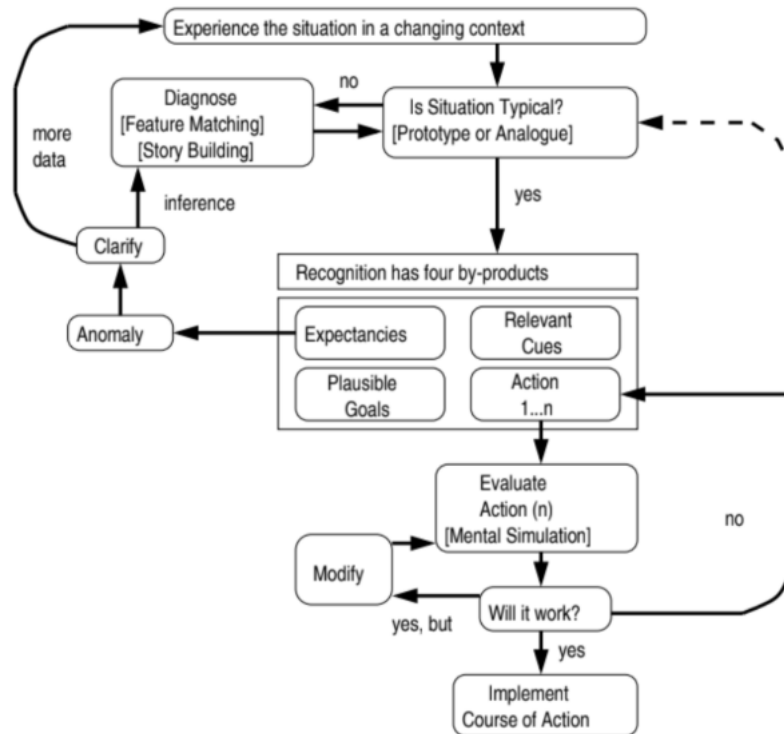 Experience the situation in a changing context
no
Diagnose
[Feature Matching]
[Story Building]
Is Situation Typical?
[Prototype or Analogue]
more
data
inference
yes
Clarify
Recognition has four by-products
Anomaly
Expectancies
Relevant
Cues
Plausible
Goals
Action
1...n
Evaluate
Action (n)
[Mental Simulation]
no
Modify
yes, but
Will it work?
yes
Implement
Course of Action